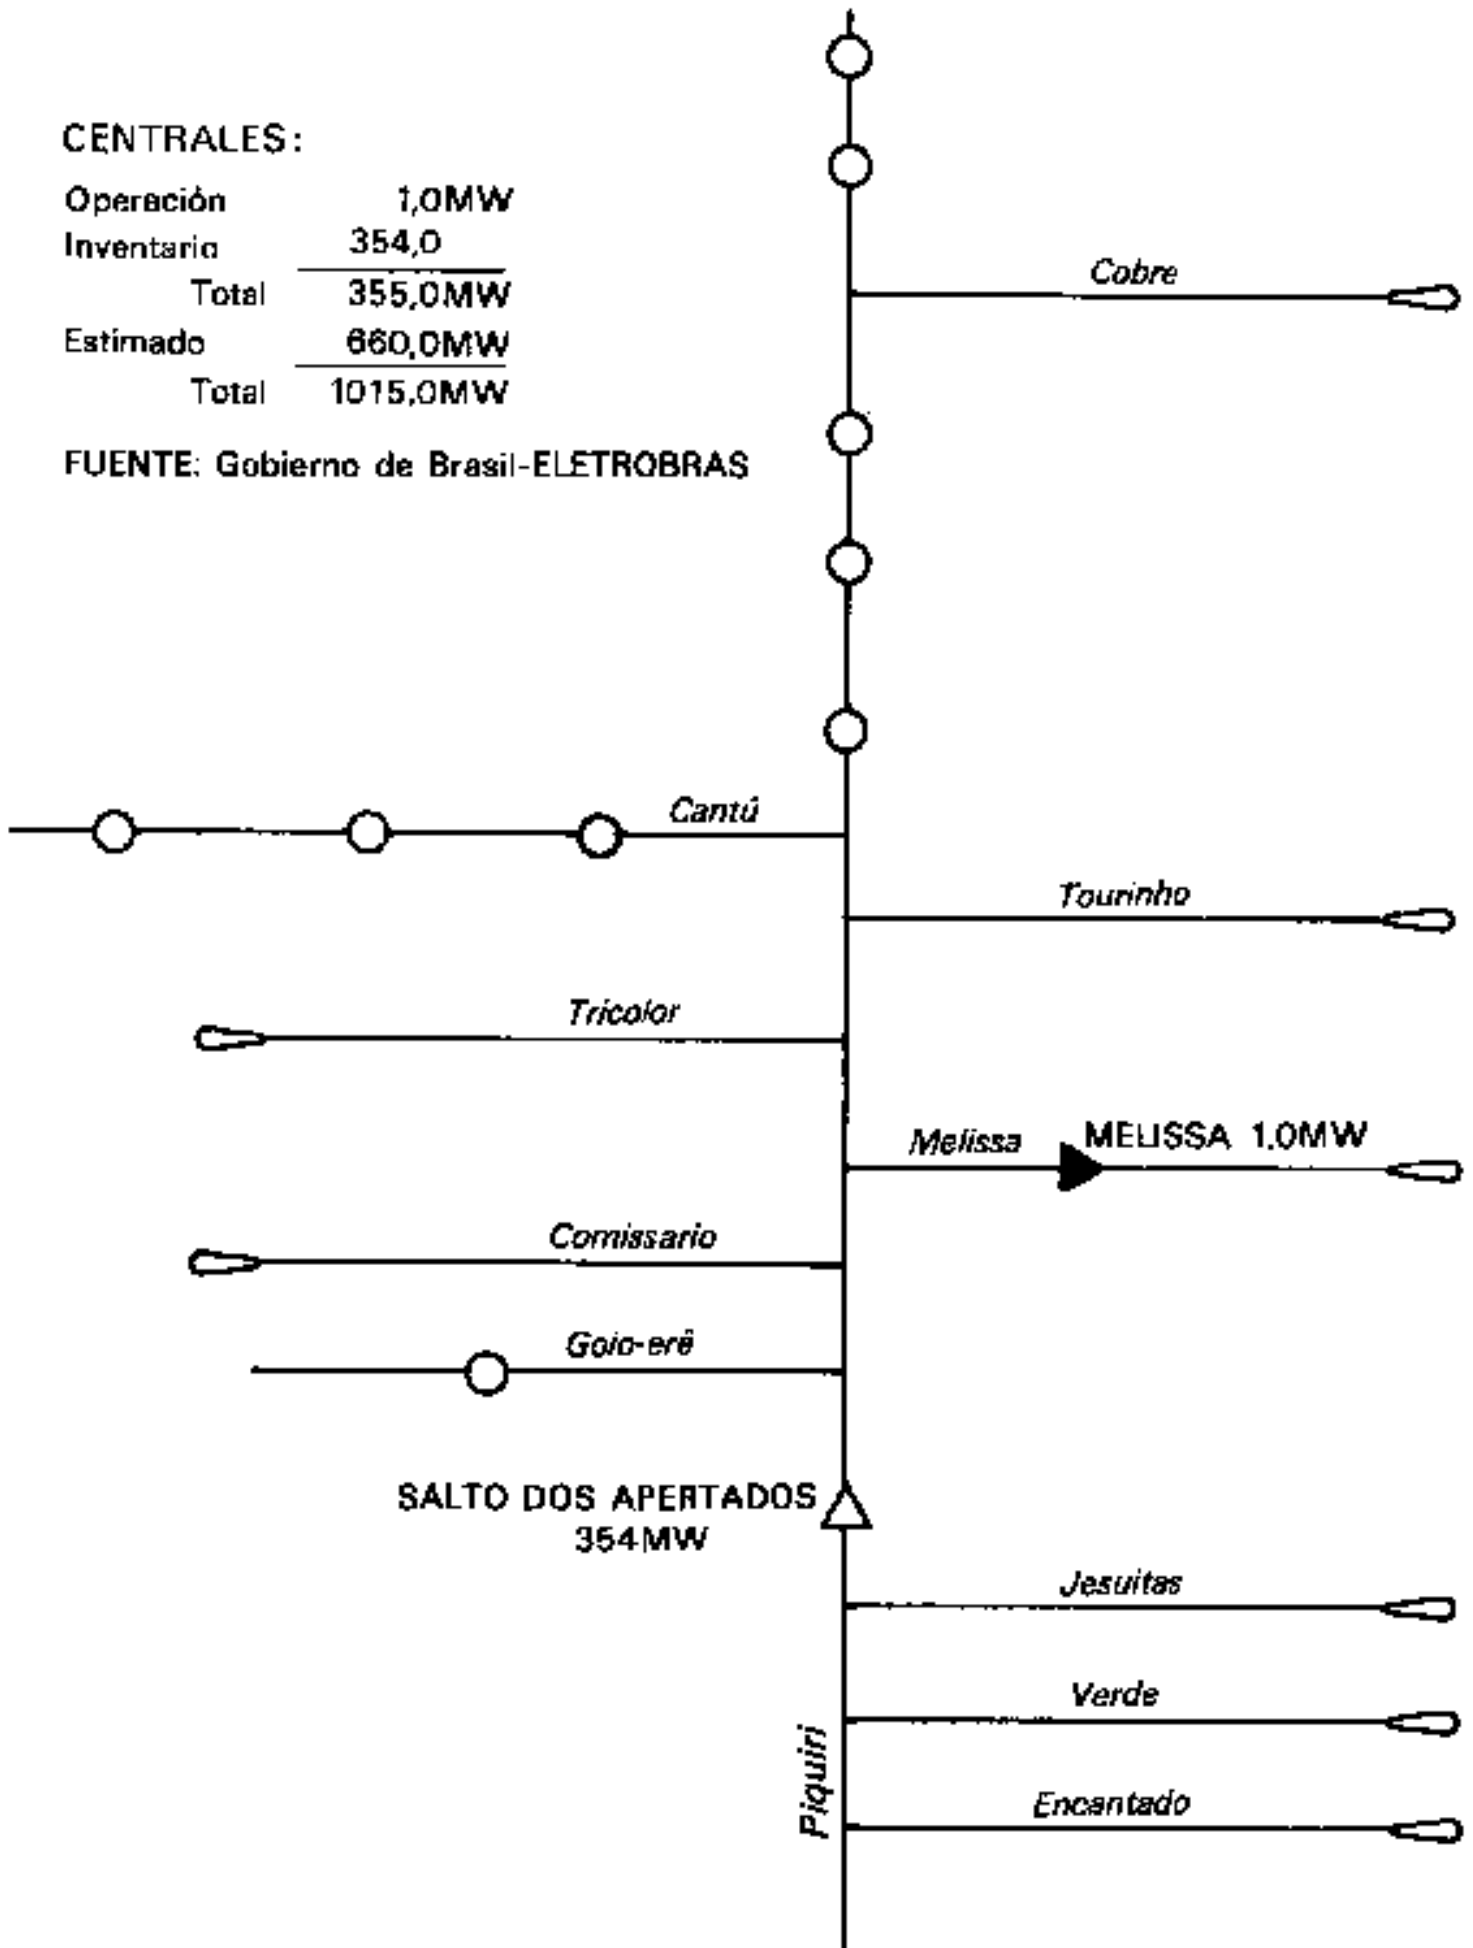 CENTRALES:
Operación 1,0MW
Inventario 354,0
Total 355,0MW
Estimado 660,0MW
Total 1015,0MW
FUENTE: Gobierno de Brasil-ELETROBRAS
Cobre
Cantú
Tourinho
Tricolor
Melissa
MELISSA 1.0MW
Comissario
Goio-erê
SALTO DOS APERTADOS
354MW
Jesuitas
Verde
Piquiri
Encantado